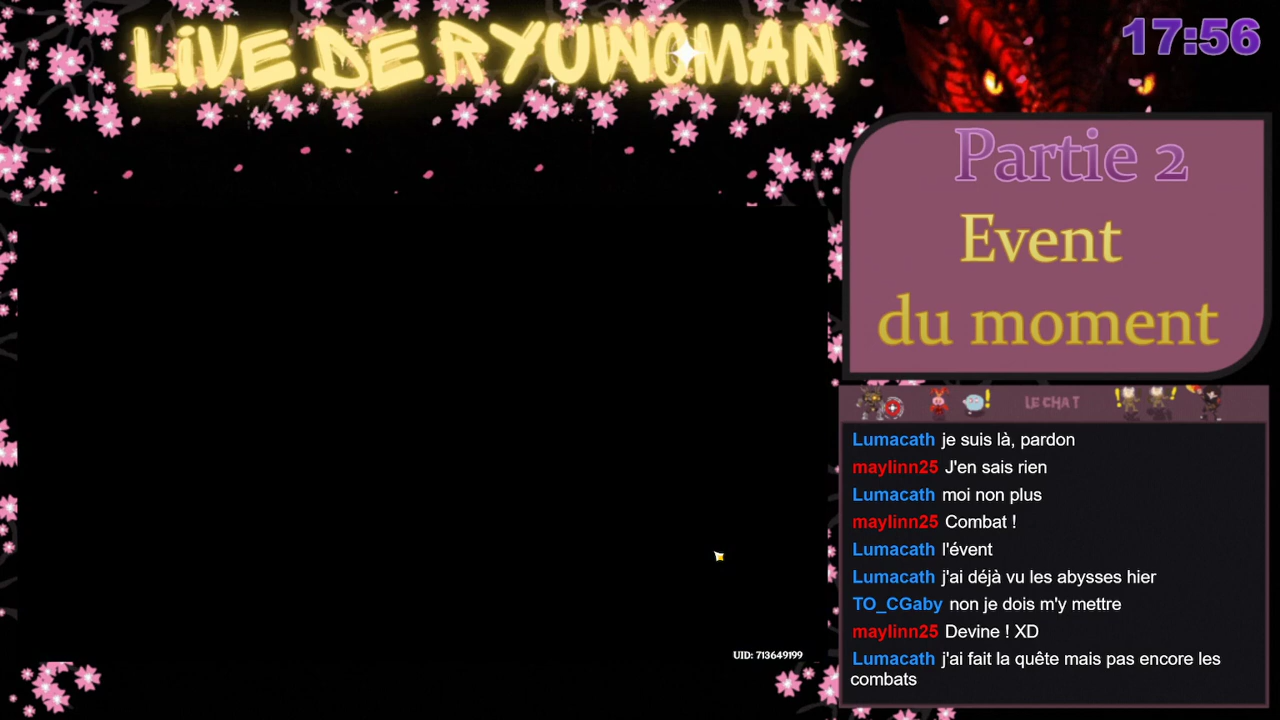 LIVE DE RYUWOMAN
17:56
Partie 2
Event
du moment
LE CHAT
Lumacath je suis là, pardon
maylinn25 J'en sais rien
Lumacath moi non plus
maylinn25 Combat !
Lumacath l'évent
Lumacath j'ai déjà vu les abysses hier
TO_CGaby non je dois m'y mettre
maylinn25 Devine ! XD
Lumacath j'ai fait la quête mais pas encore les
combats
UID: 713649199